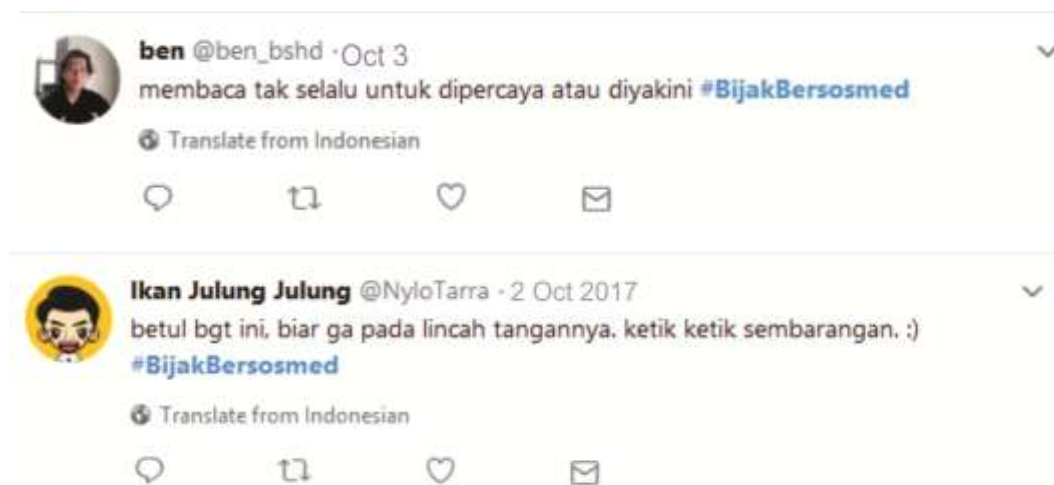 ben @ben_bshd · Oct 3
membaca tak selalu untuk dipercaya atau diyakini #BijakBersosmed
Translate from Indonesian
Ikan Julung Julung @NyloTarra · 2 Oct 2017
betul bgt ini, biar ga pada lincah tangannya. ketik ketik sembarangan. :)
#BijakBersosmed
Translate from Indonesian